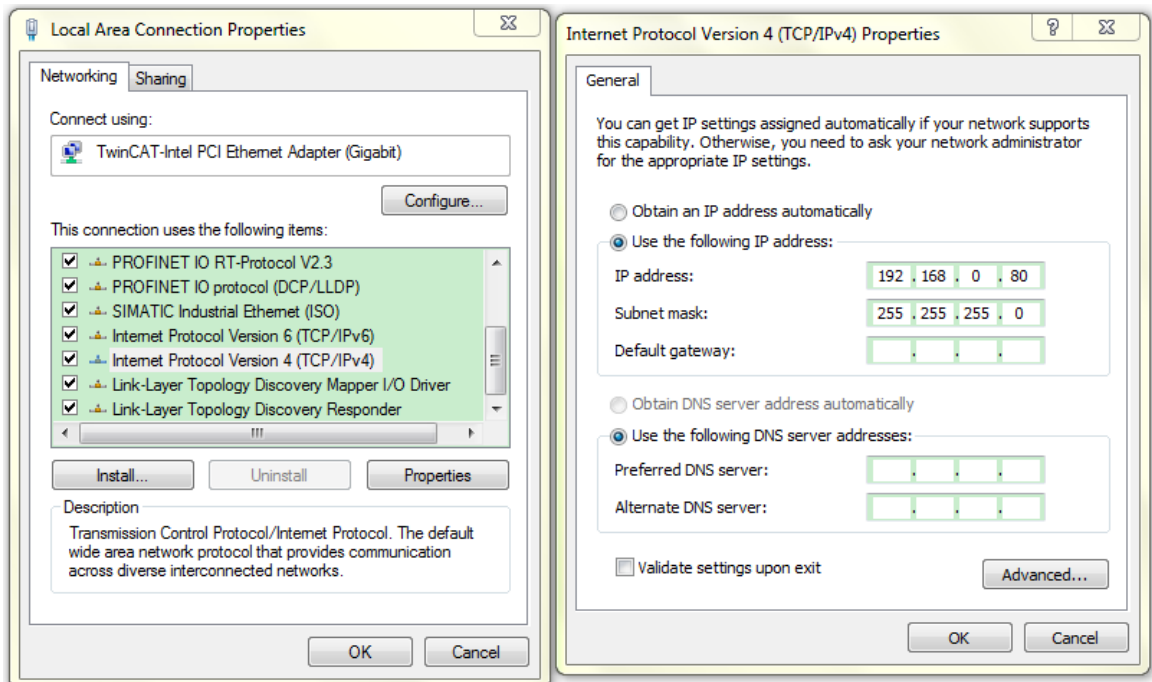 Local Area Connection Properties
Networking
Sharing
Connect using:
TwinCAT-Intel PCI Ethernet Adapter (Gigabit)
Configure...
This connection uses the following items:
PROFINET IO RT-Protocol V2.3
PROFINET IO protocol (DCP/LLDP)
SIMATIC Industrial Ethernet (ISO)
Internet Protocol Version 6 (TCP/IPv6)
Internet Protocol Version 4 (TCP/IPv4)
Link-Layer Topology Discovery Mapper I/O Driver
Link-Layer Topology Discovery Responder
Install...
Uninstall
Properties
Description
Transmission Control Protocol/Internet Protocol. The default
wide area network protocol that provides communication
across diverse interconnected networks.
OK
Cancel
Internet Protocol Version 4 (TCP/IPv4) Properties
General
You can get IP settings assigned automatically if your network supports
this capability. Otherwise, you need to ask your network administrator
for the appropriate IP settings.
Obtain an IP address automatically
Use the following IP address:
IP address: 192 . 168 . 0 . 80
Subnet mask: 255 . 255 . 255 . 0
Default gateway: . . .
Obtain DNS server address automatically
Use the following DNS server addresses:
Preferred DNS server: . . .
Alternate DNS server: . . .
Validate settings upon exit
Advanced...
OK
Cancel